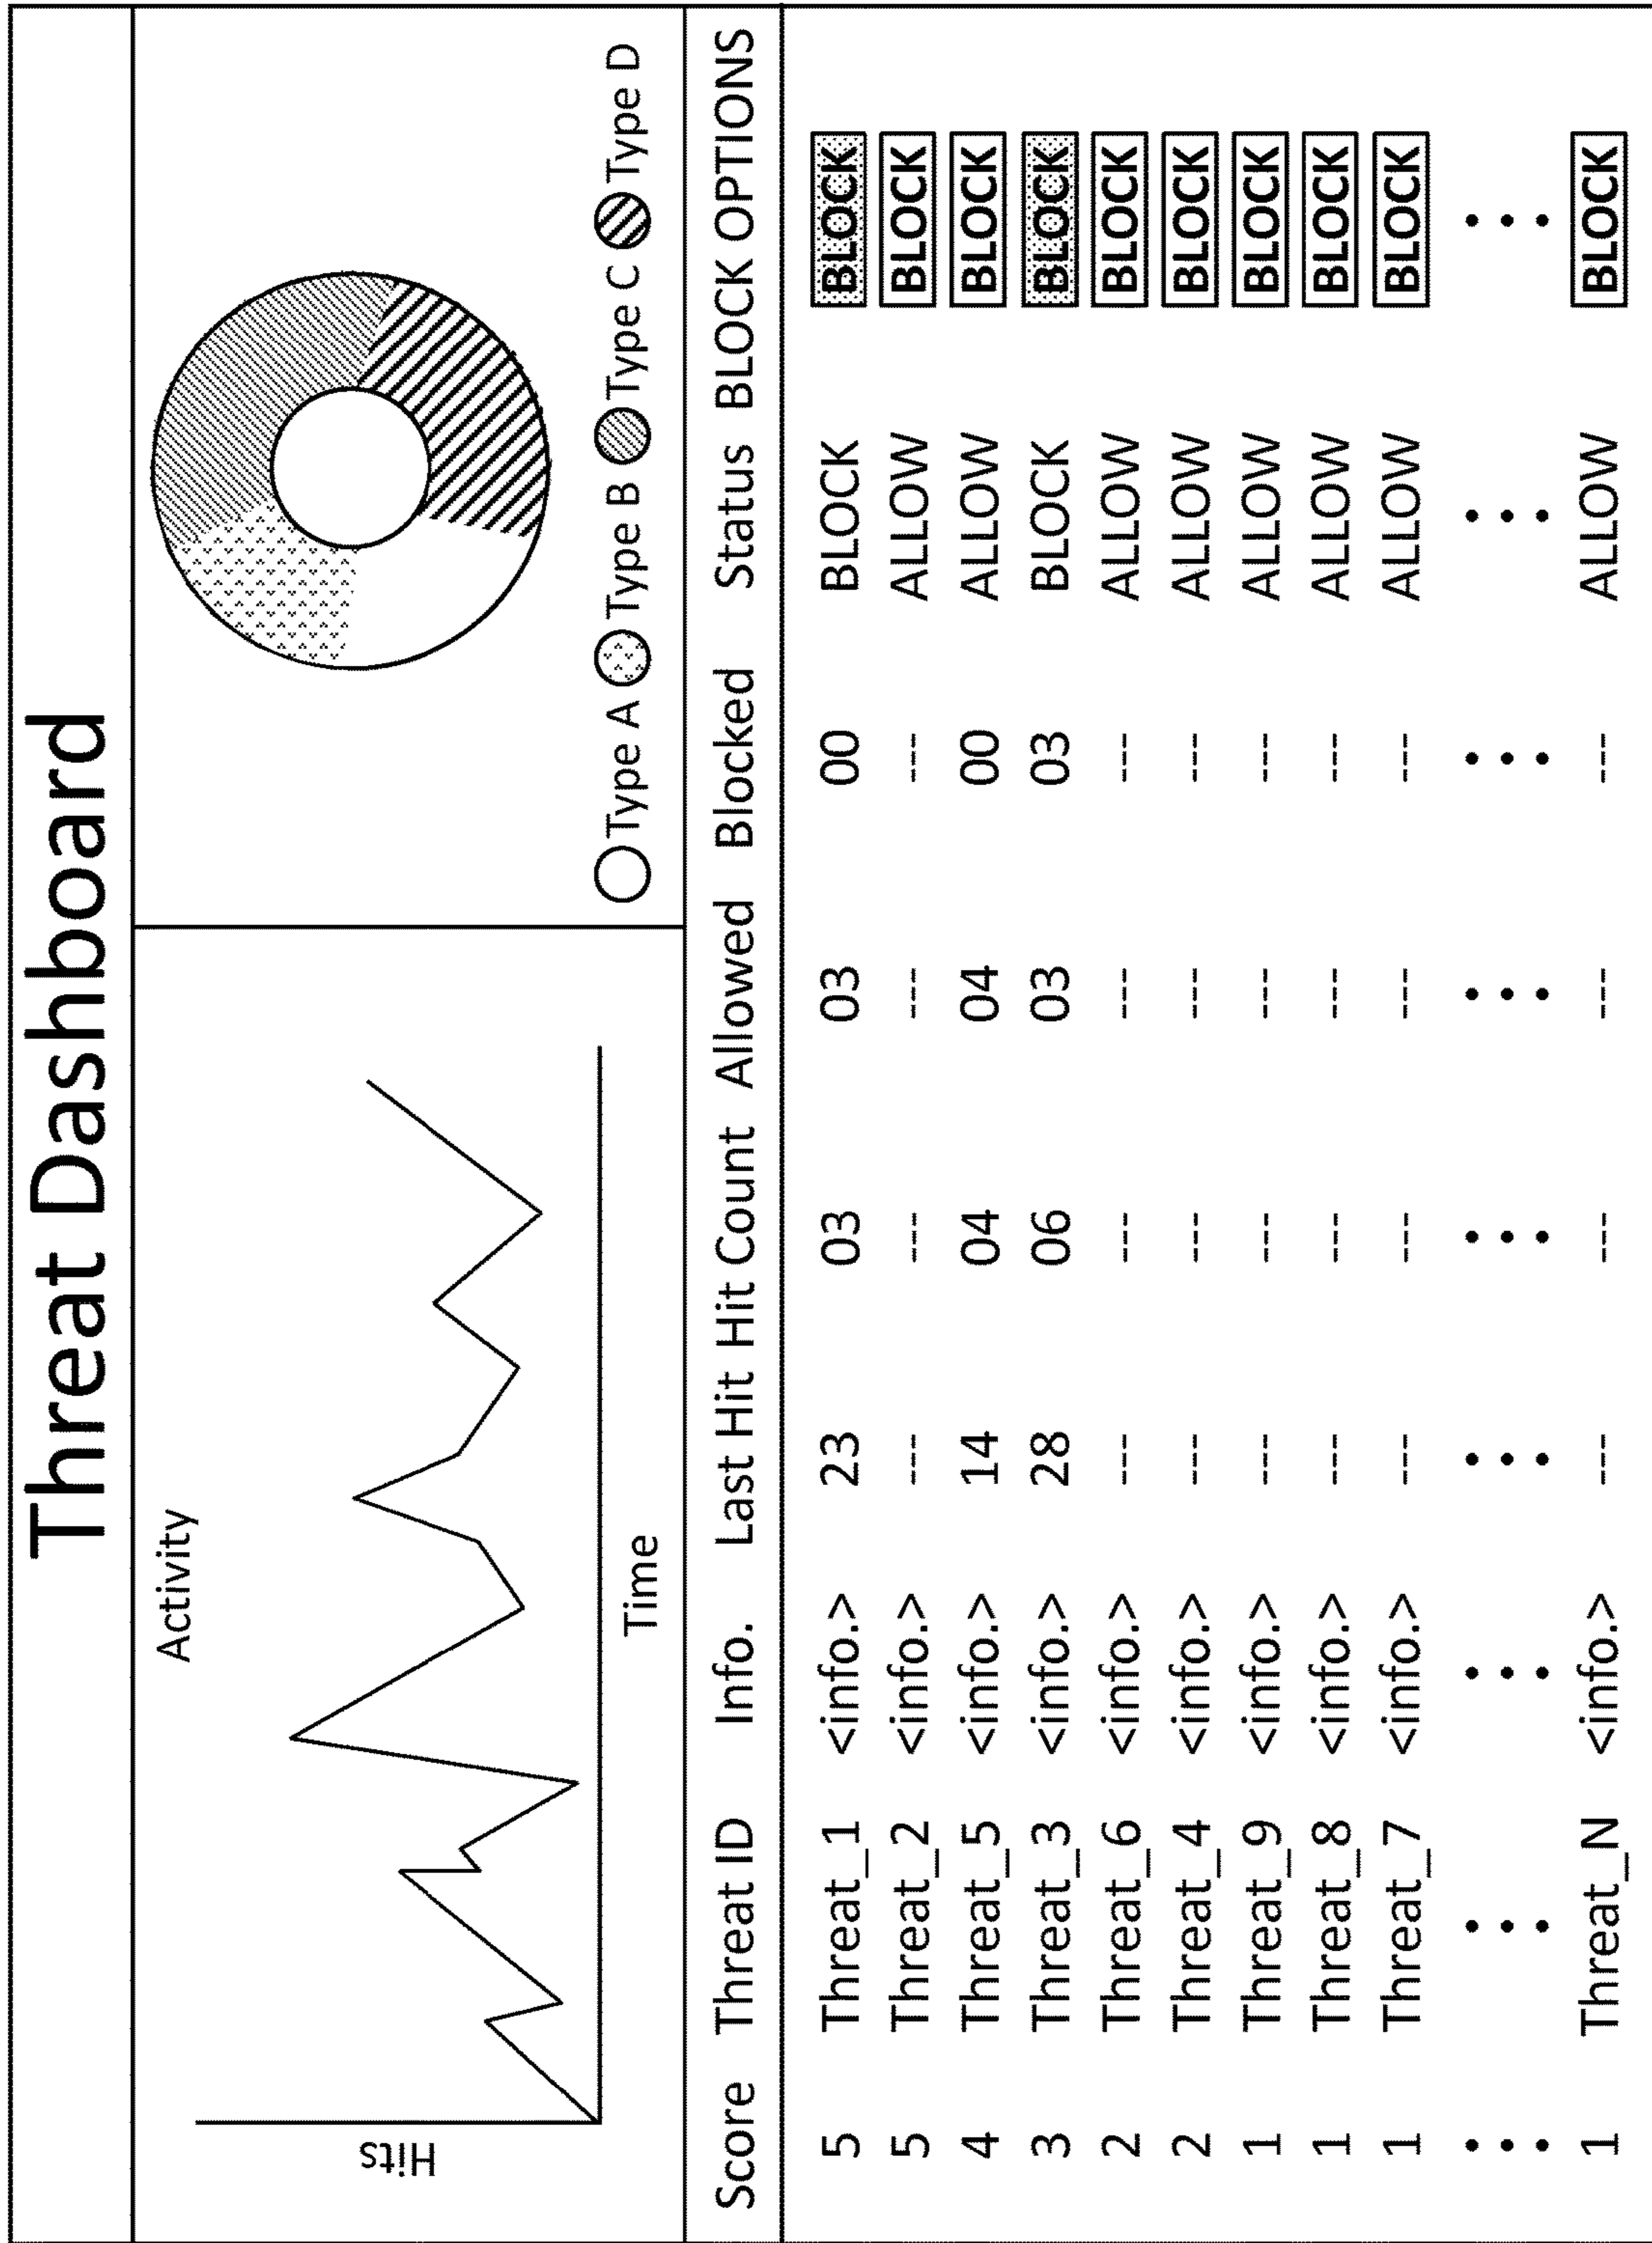 Threat Dashboard
Activity
Hits
Time
Type A Type B Type C Type D
Score Threat ID Info. Last Hit Hit Count Allowed Blocked Status BLOCK OPTIONS
5 Threat_1 <info.> 23 03 03 00 BLOCK BLOCK
5 Threat_2 <info.> --- --- --- --- ALLOW BLOCK
4 Threat_5 <info.> 14 04 04 00 ALLOW BLOCK
3 Threat_3 <info.> 28 06 03 03 BLOCK BLOCK
2 Threat_6 <info.> --- --- --- --- ALLOW BLOCK
2 Threat_4 <info.> --- --- --- --- ALLOW BLOCK
1 Threat_9 <info.> --- --- --- --- ALLOW BLOCK
1 Threat_8 <info.> --- --- --- --- ALLOW BLOCK
1 Threat_7 <info.> --- --- --- --- ALLOW BLOCK
1 Threat_N <info.> --- --- --- --- ALLOW BLOCK